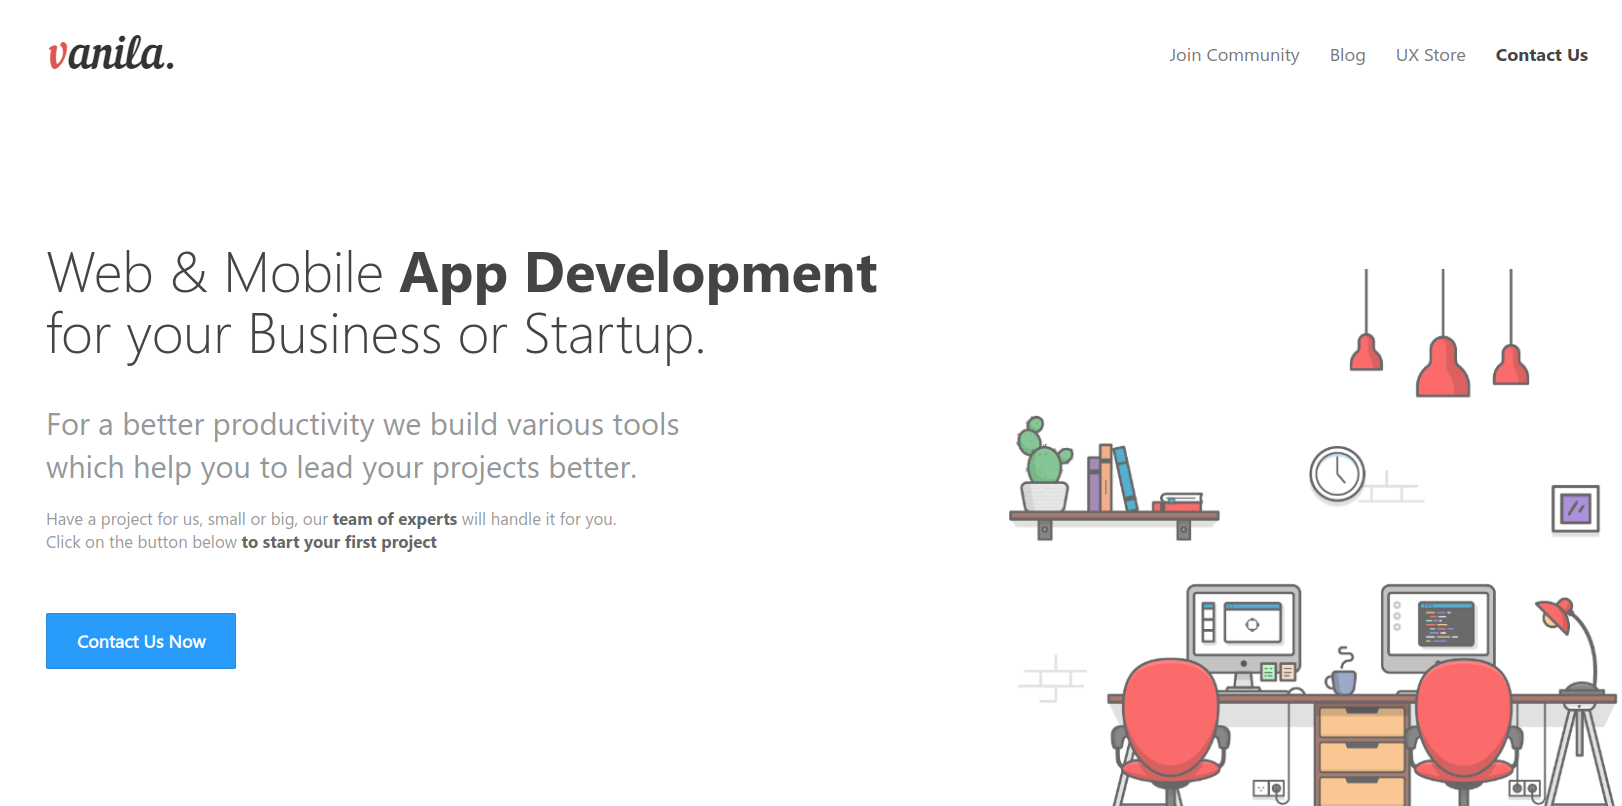 vanila.
Join Community
Blog
UX Store
Contact Us
Web & Mobile App Development
for your Business or Startup.
For a better productivity we build various tools
which help you to lead your projects better.
Have a project for us, small or big, our team of experts will handle it for you.
Click on the button below to start your first project
Contact Us Now